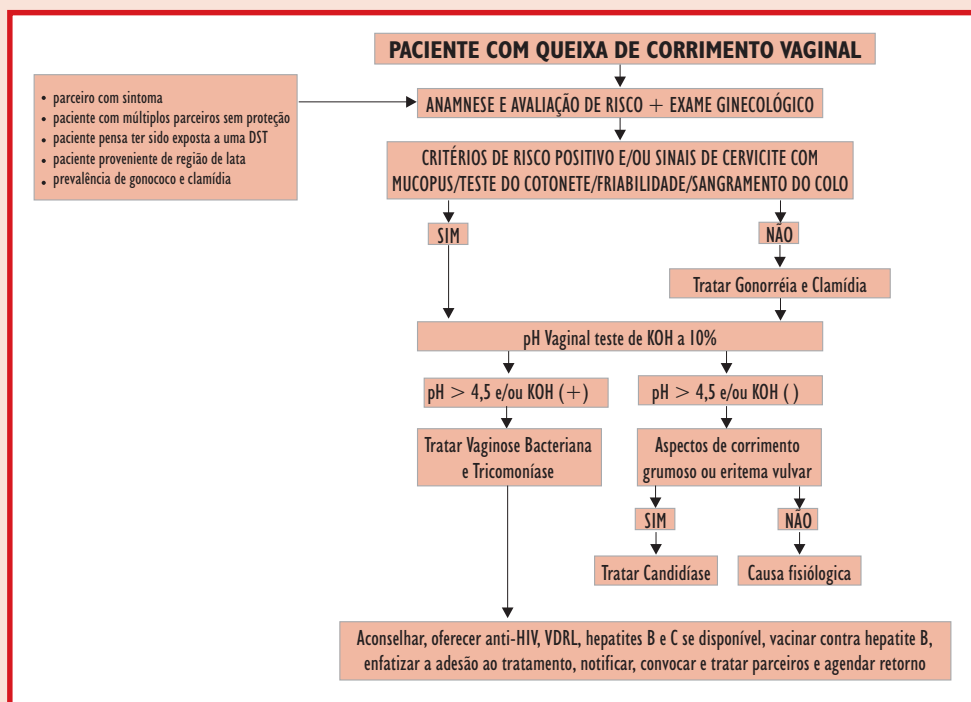 PACIENTE COM QUEIXA DE CORRIMENTO VAGINAL
• parceiro com sintoma
• paciente com múltiplos parceiros sem proteção
• paciente pensa ter sido exposta a uma DST
• paciente proveniente de região de lata
• prevalência de gonococo e clamídia
ANAMNESE E AVALIAÇÃO DE RISCO + EXAME GINECOLÓGICO
CRITÉRIOS DE RISCO POSITIVO E/OU SINAIS DE CERVICITE COM
MUCOPUS/TESTE DO COTONETE/FRIABILIDADE/SANGRAMENTO DO COLO
SIM
NÃO
Tratar Gonorréia e Clamídia
pH Vaginal teste de KOH a 10%
pH > 4,5 e/ou KOH (+)
pH > 4,5 e/ou KOH ( )
Tratar Vaginose Bacteriana
e Tricomoníase
Aspectos de corrimento
grumoso ou eritema vulvar
SIM
NÃO
Tratar Candidíase
Causa fisiólogica
Aconselhar, oferecer anti-HIV, VDRL, hepatites B e C se disponível, vacinar contra hepatite B,
enfatizar a adesão ao tratamento, notificar, convocar e tratar parceiros e agendar retorno